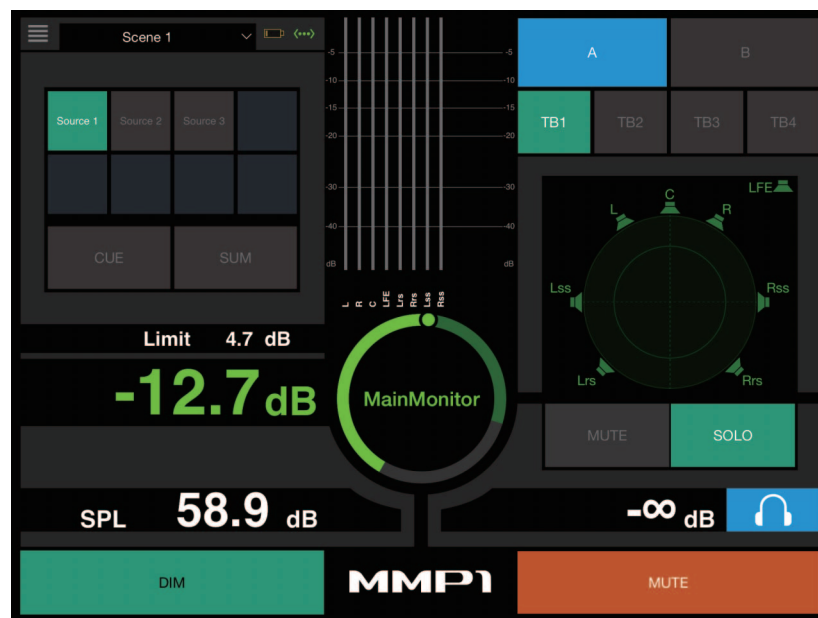 Scene 1
Source 1 Source 2 Source 3
CUE SUM
Limit 4.7 dB
-12.7 dB
SPL 58.9 dB
DIM
-5 -5
-10 -10
-15 -15
-20 -20
-30 -30
-40 -40
dB dB
L R C LFE Lrs Rrs Lss Rss
MainMonitor
MMP1
A B
TB1 TB2 TB3 TB4
LFE
C
L R
Lss Rss
Lrs Rrs
MUTE SOLO
-∞ dB
MUTE